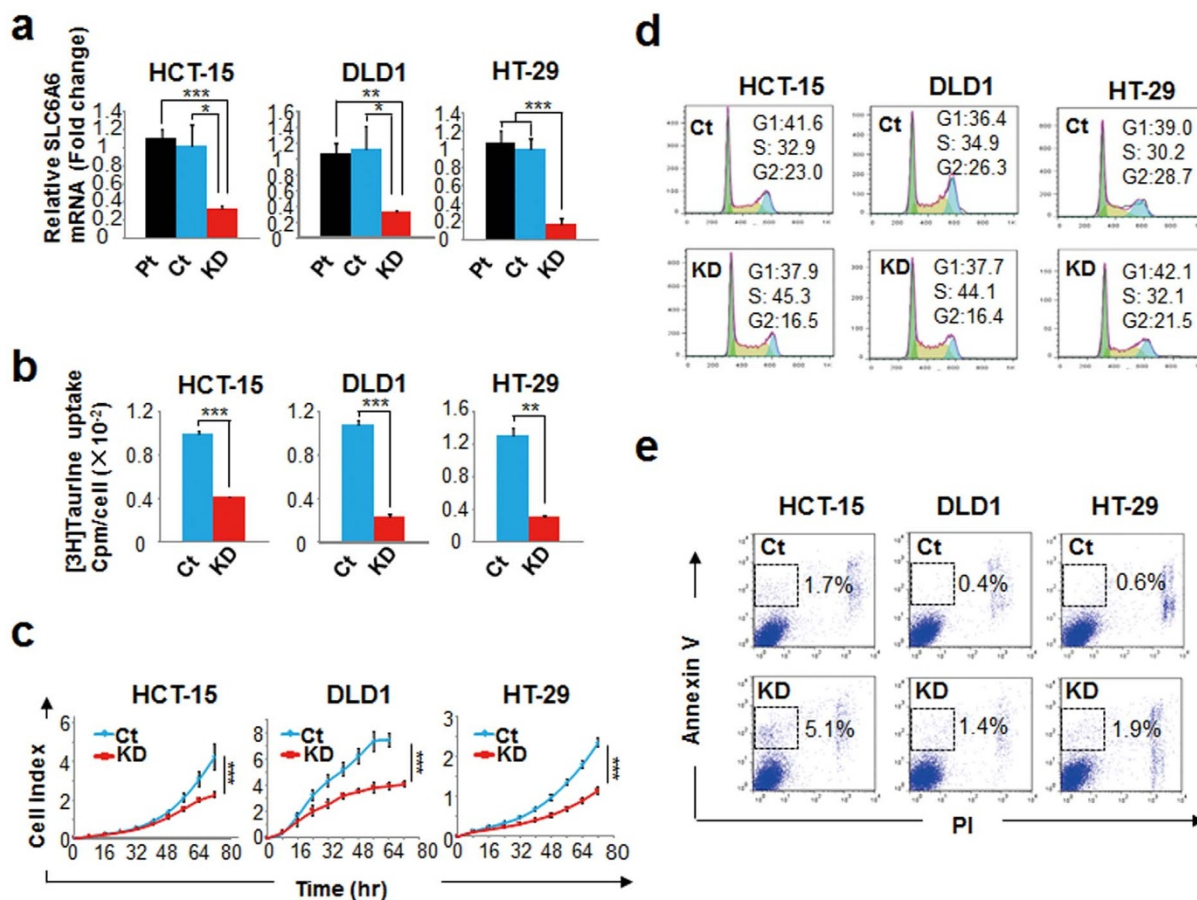 a
HCT-15 DLD1 HT-29
Relative SLC6A6
mRNA (Fold change)
*** ** ***
* *
1.4 1.6 1.4
1.2 1.4 1.2
1 1.2 1
0.8 1 0.8
0.6 0.8 0.6
0.4 0.6 0.4
0.2 0.4 0.2
0 0.2 0
0
Pt Ct KD Pt Ct KD Pt Ct KD
b
HCT-15 DLD1 HT-29
[3H]Taurine uptake
Cpm/cell (×10-2)
*** *** **
1.2 1.2 1.6
0.8 0.8 1.2
0.4 0.4 0.8
0 0 0.4
0
Ct KD Ct KD Ct KD
c
HCT-15 DLD1 HT-29
Cell Index
6 8 3
4 6 2
2 4 1
0 2 0
0
Ct Ct Ct
KD KD KD
*** *** ***
0 16 32 48 64 80 0 16 32 48 64 80 0 16 32 48 64 80
Time (hr)
d
HCT-15 DLD1 HT-29
Ct
G1:41.6
S: 32.9
G2:23.0
Ct
G1:36.4
S: 34.9
G2:26.3
Ct
G1:39.0
S: 30.2
G2:28.7
KD
G1:37.9
S: 45.3
G2:16.5
KD
G1:37.7
S: 44.1
G2:16.4
KD
G1:42.1
S: 32.1
G2:21.5
e
HCT-15 DLD1 HT-29
Ct 1.7%
Ct 0.4%
Ct 0.6%
KD 5.1%
KD 1.4%
KD 1.9%
Annexin V
PI